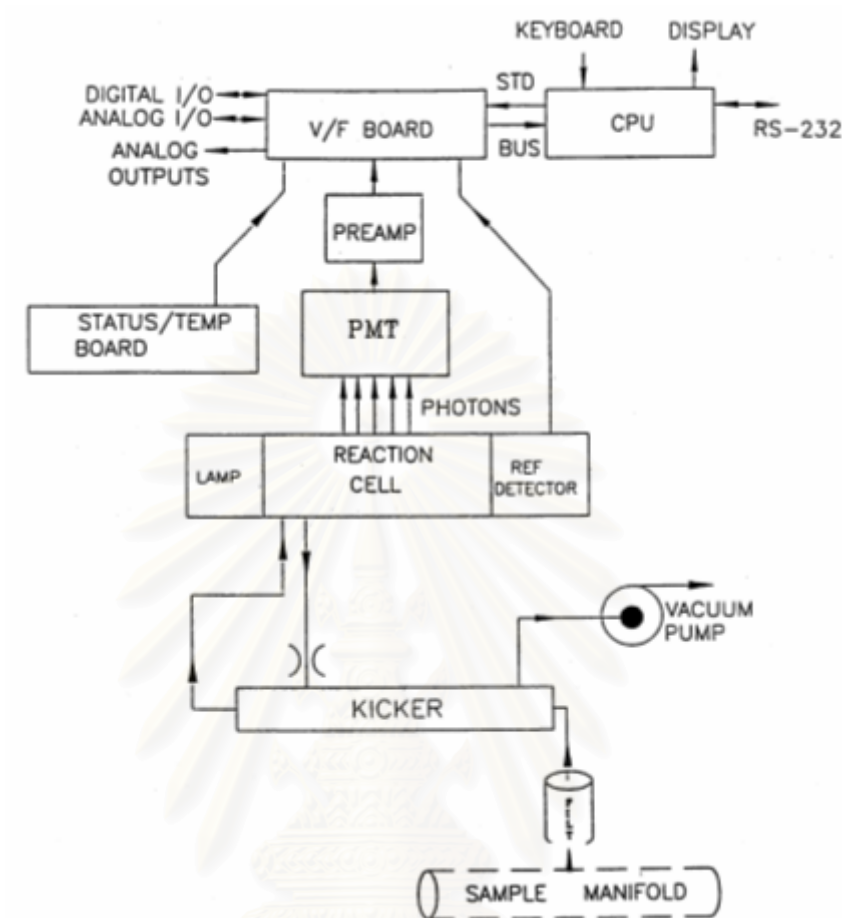 KEYBOARD
DISPLAY
DIGITAL I/O
ANALOG I/O
ANALOG
OUTPUTS
V/F BOARD
STD
BUS
CPU
RS-232
PREAMP
STATUS/TEMP
BOARD
PMT
PHOTONS
LAMP
REACTION
CELL
REF
DETECTOR
VACUUM
PUMP
KICKER
FILT
SAMPLE MANIFOLD